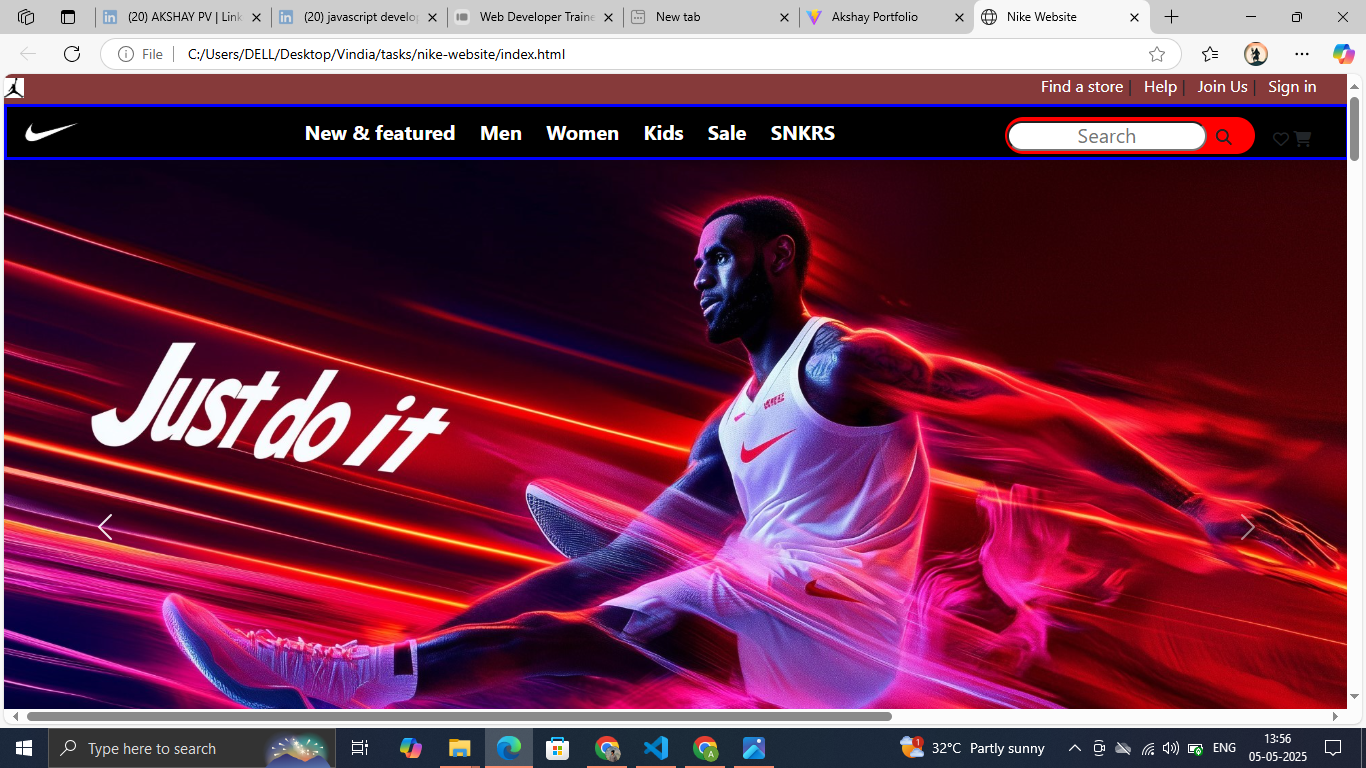 (20) AKSHAY PV | Link
(20) javascript develop
Web Developer Traine
New tab
Akshay Portfolio
Nike Website
File
C:/Users/DELL/Desktop/Vindia/tasks/nike-website/index.html
Find a store | Help | Join Us | Sign in
New & featured Men Women Kids Sale SNKRS
Search
Just do it
Type here to search
1
32°C Partly sunny
ENG
13:56
05-05-2025